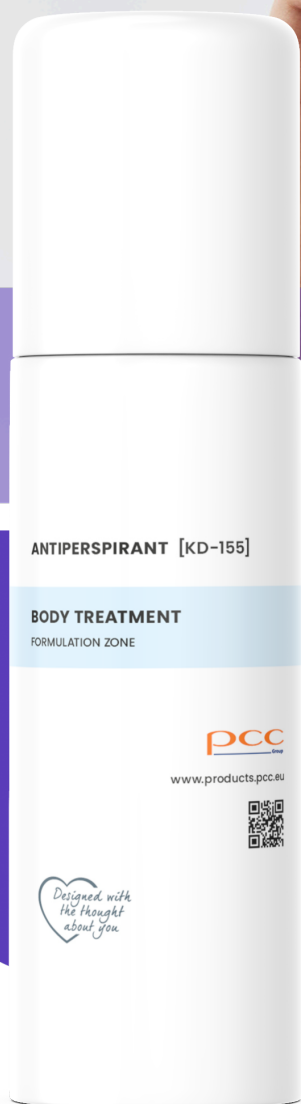 ANTIPERSPIRANT [KD-155]
BODY TREATMENT
FORMULATION ZONE
pcc
Group
www.products.pcc.eu
Designed with
the thought
about you